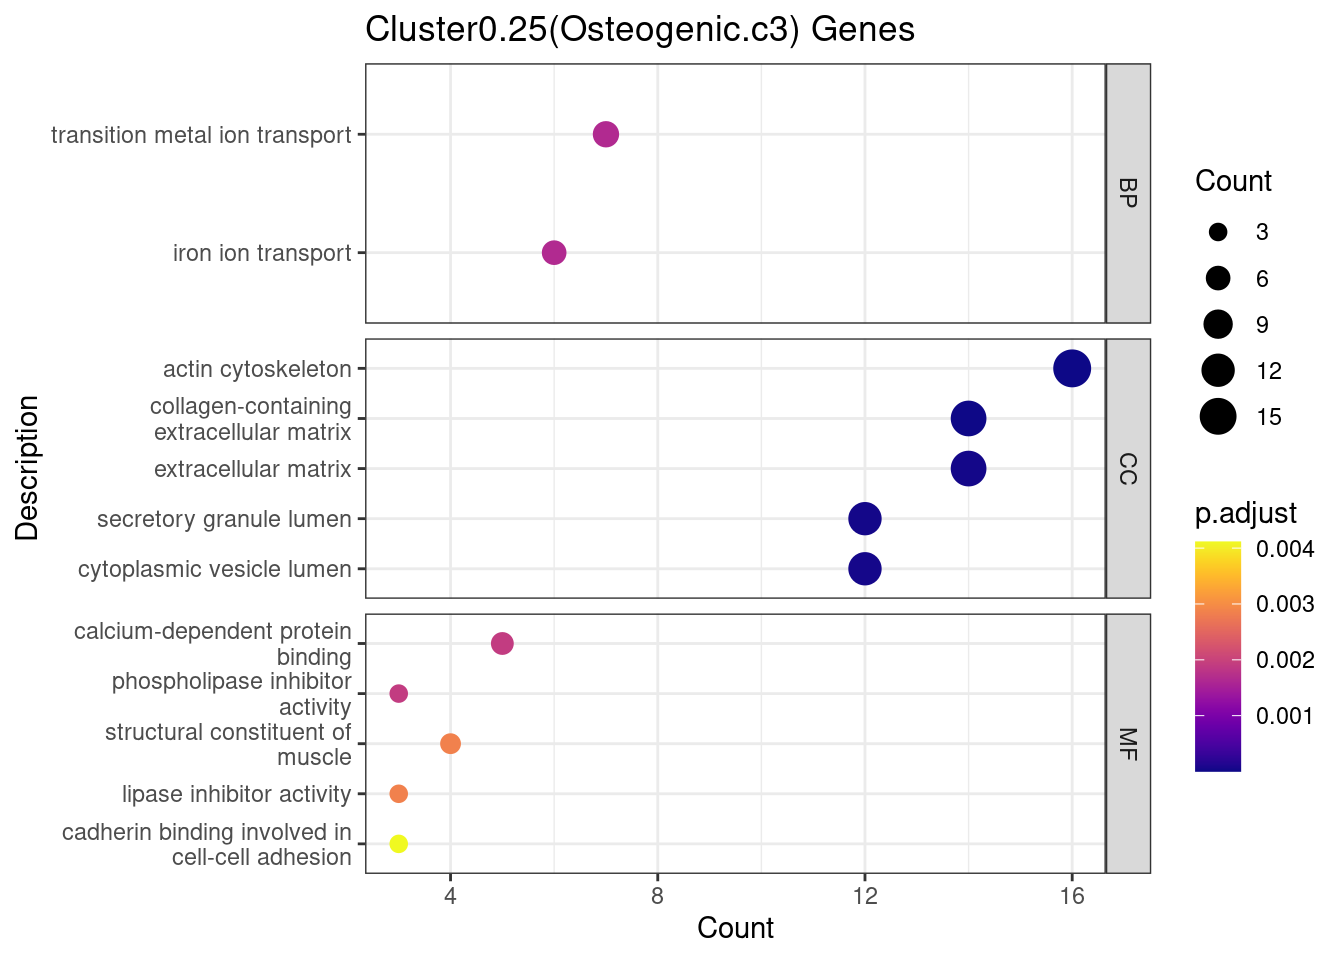 Cluster0.25(Osteogenic.c3) Genes
transition metal ion transport
iron ion transport
BP
actin cytoskeleton
collagen-containing
extracellular matrix
extracellular matrix
secretory granule lumen
cytoplasmic vesicle lumen
CC
calcium-dependent protein
binding
phospholipase inhibitor
activity
structural constituent of
muscle
lipase inhibitor activity
cadherin binding involved in
cell-cell adhesion
MF
Description
4 8 12 16
Count
Count
3
6
9
12
15
p.adjust
0.004
0.003
0.002
0.001